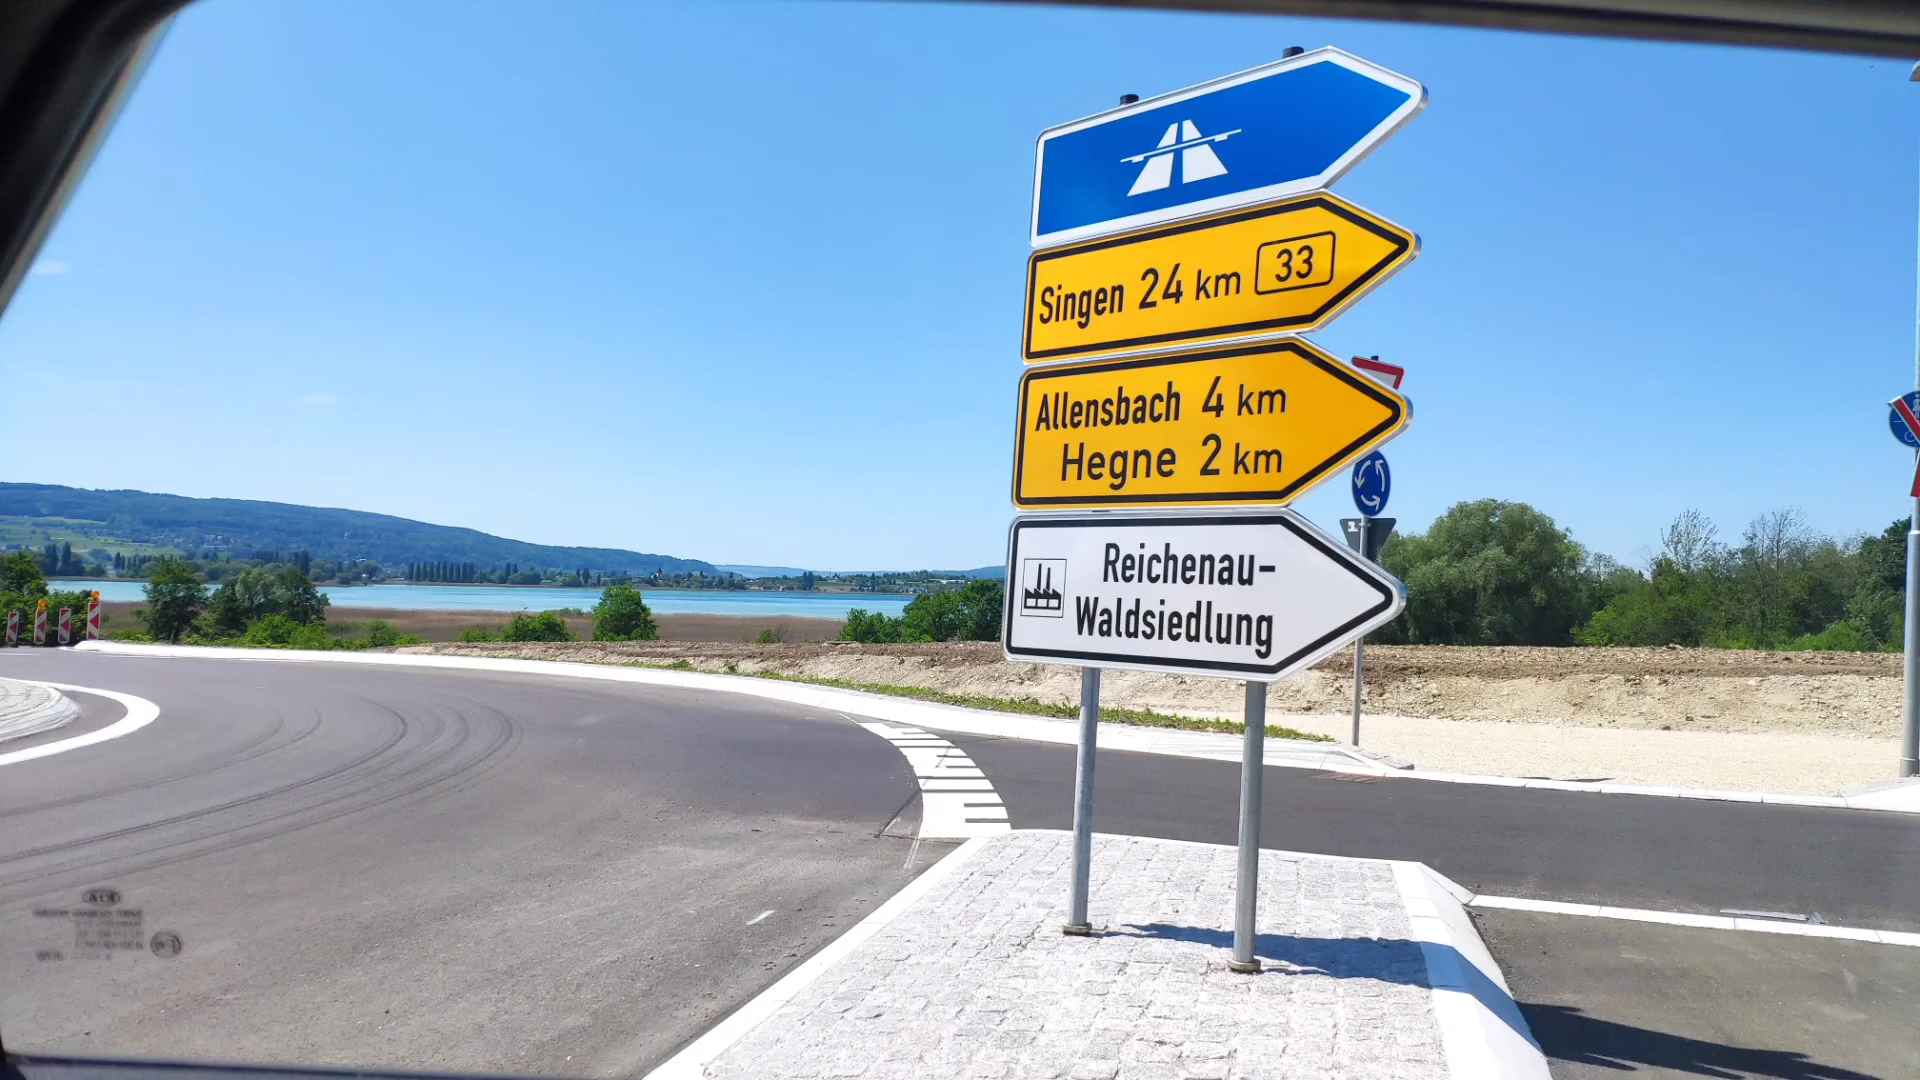 Singen 24 km 33
Allensbach 4 km
Hegne 2 km
Reichenau-
Waldsiedlung